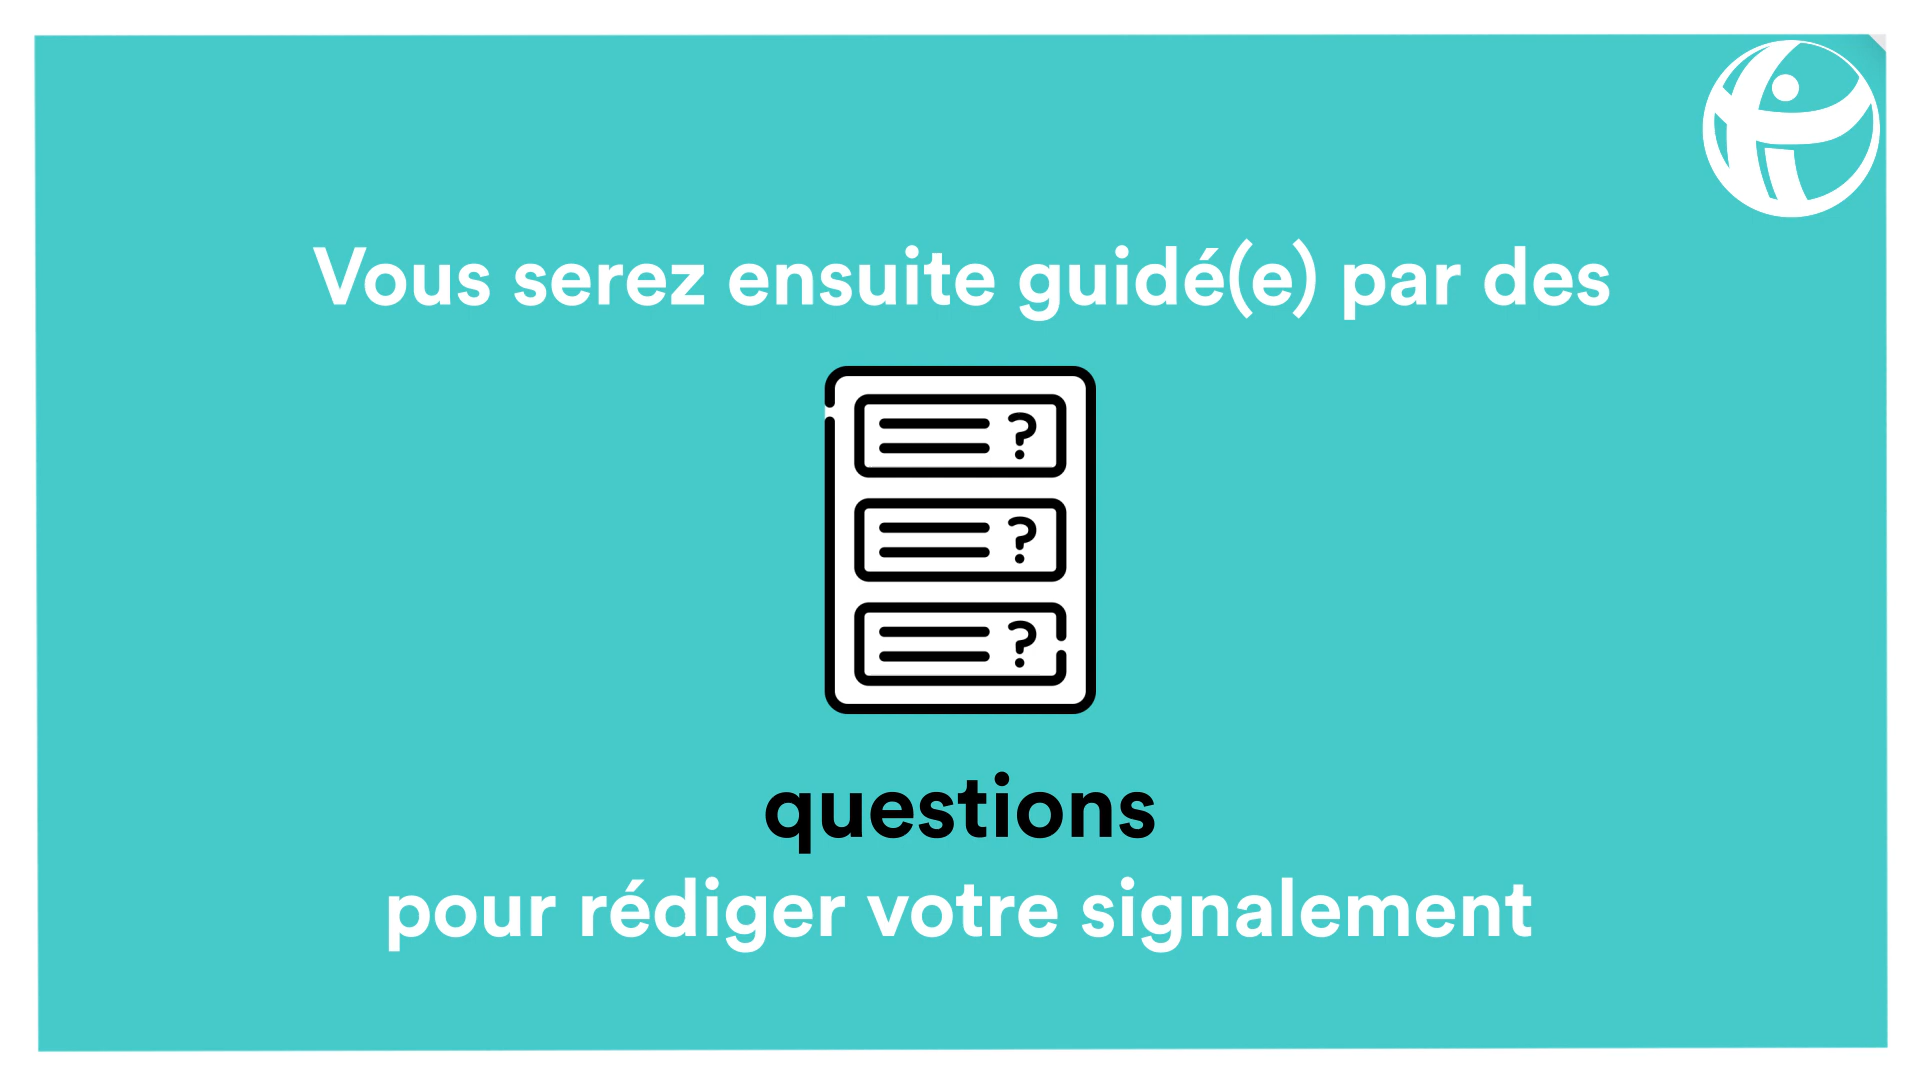 Vous serez ensuite guidé(e) par des
?
?
?
questions
pour rédiger votre signalement